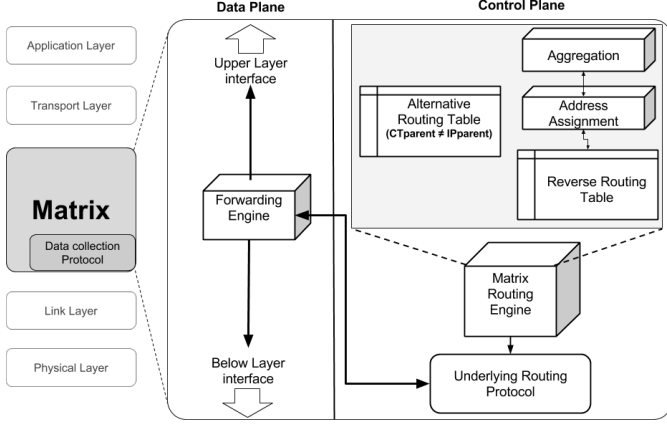 Data Plane
Control Plane
Application Layer
Transport Layer
Matrix
Data collection
Protocol
Link Layer
Physical Layer
Upper Layer
interface
Forwarding
Engine
Below Layer
interface
Aggregation
Alternative
Routing Table
(CTparent ≠ IPparent)
Address
Assignment
Reverse Routing
Table
Matrix
Routing
Engine
Underlying Routing
Protocol